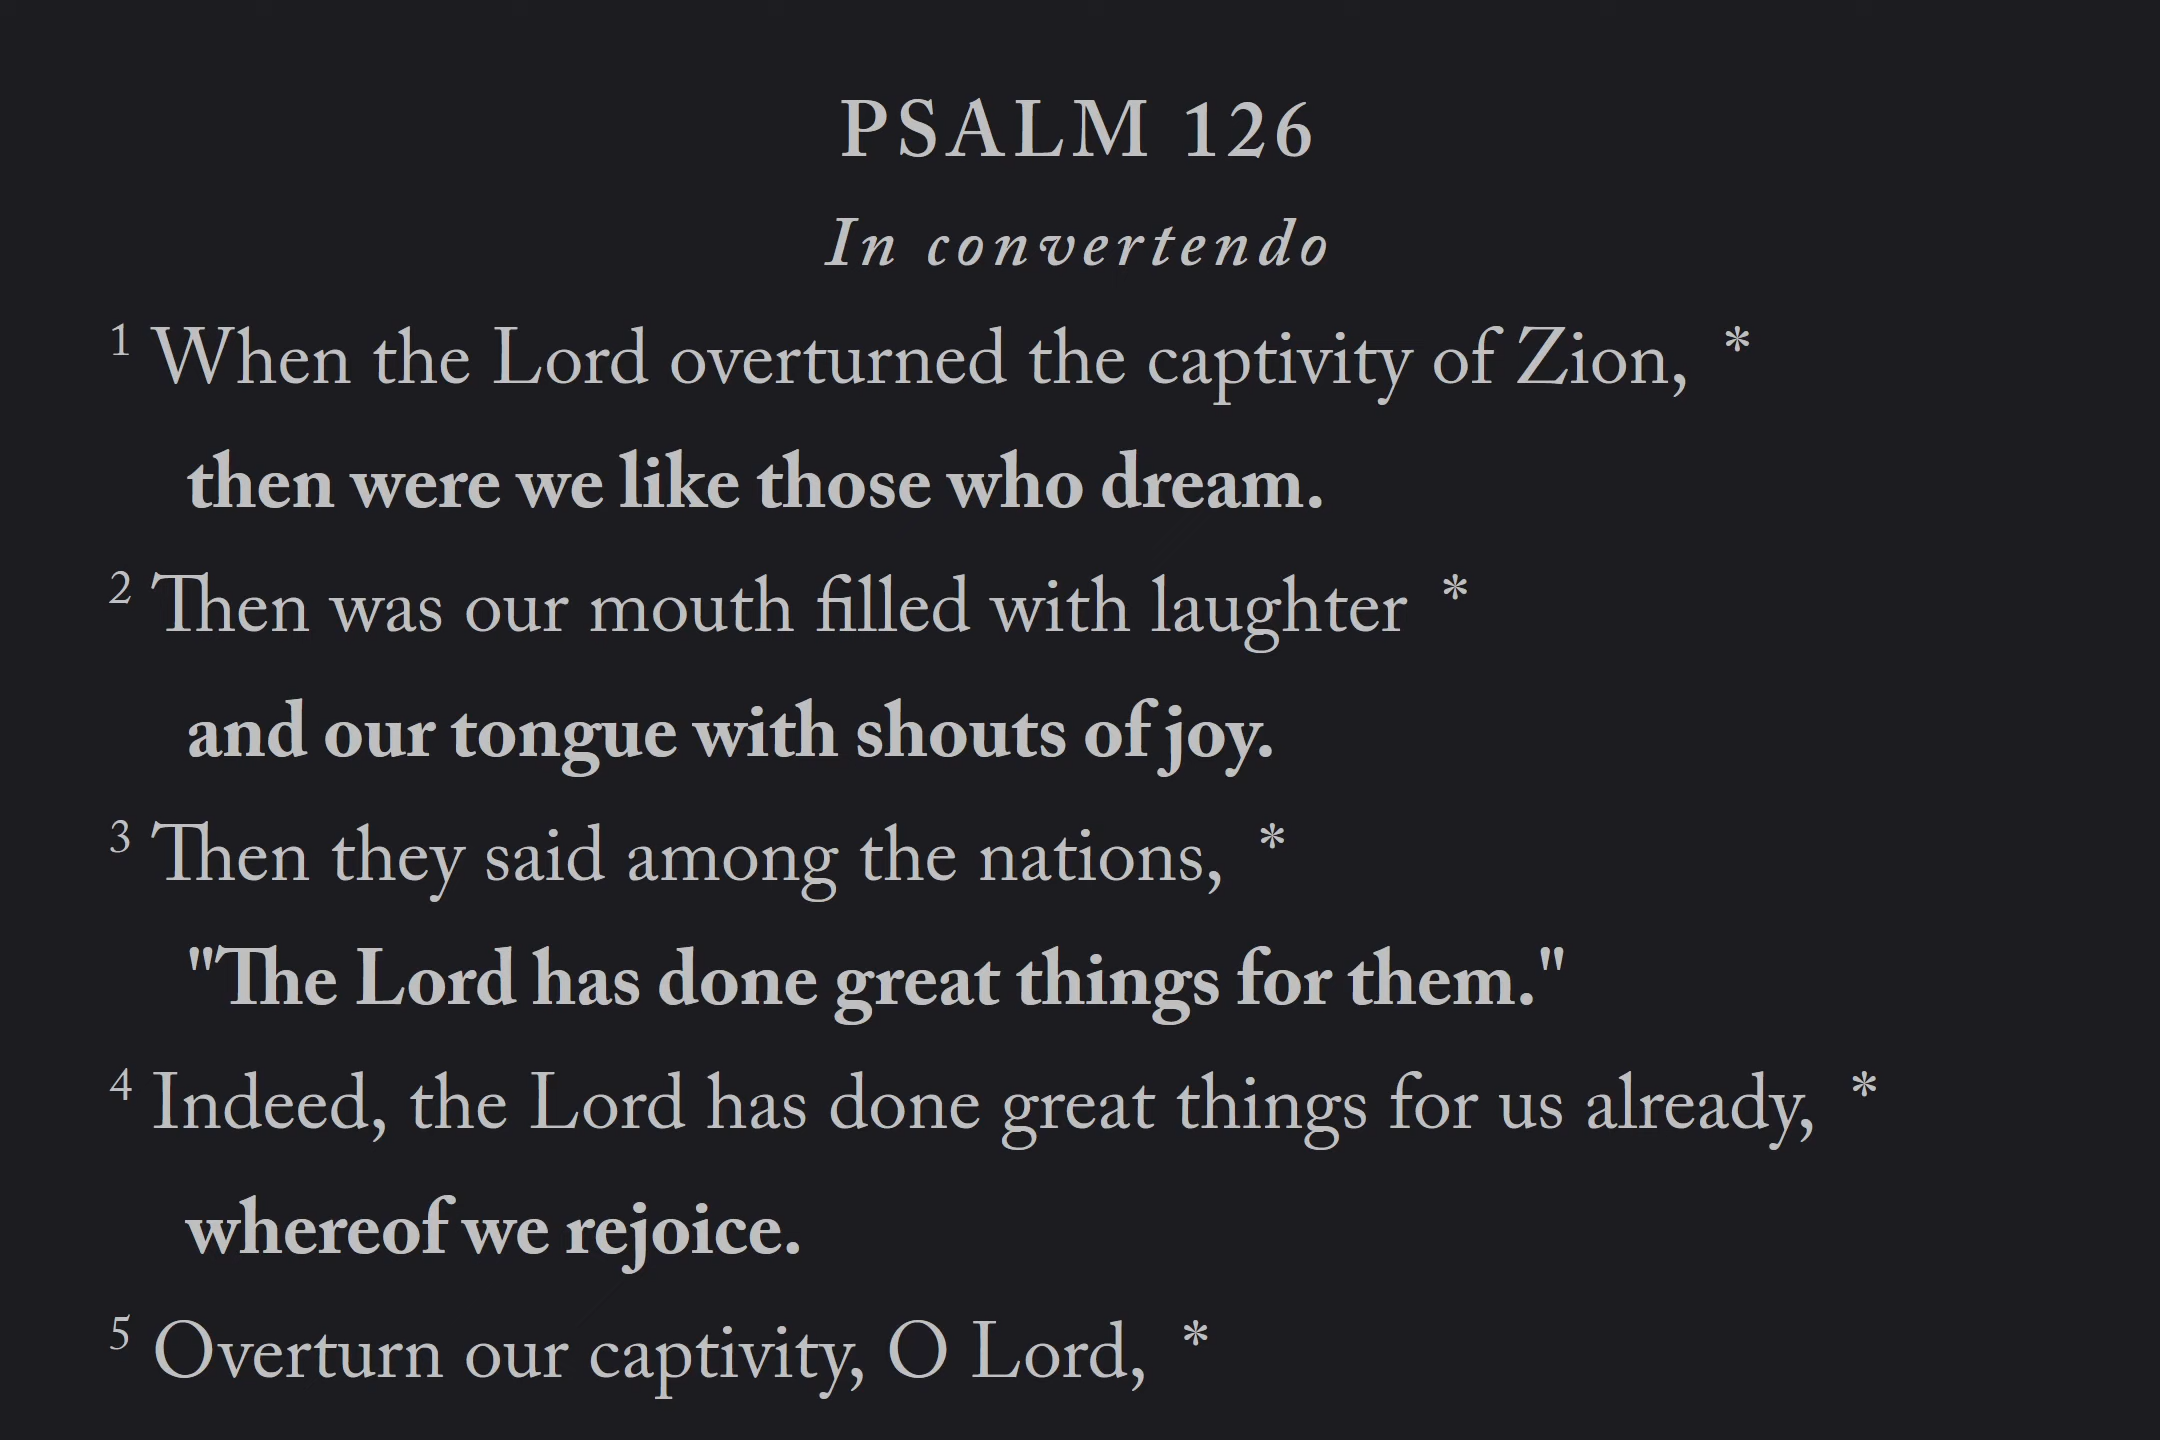 PSALM 126
In convertendo
1 When the Lord overturned the captivity of Zion, *
then were we like those who dream.
2 Then was our mouth filled with laughter *
and our tongue with shouts of joy.
3 Then they said among the nations, *
"The Lord has done great things for them."
4 Indeed, the Lord has done great things for us already, *
whereof we rejoice.
5 Overturn our captivity, O Lord, *